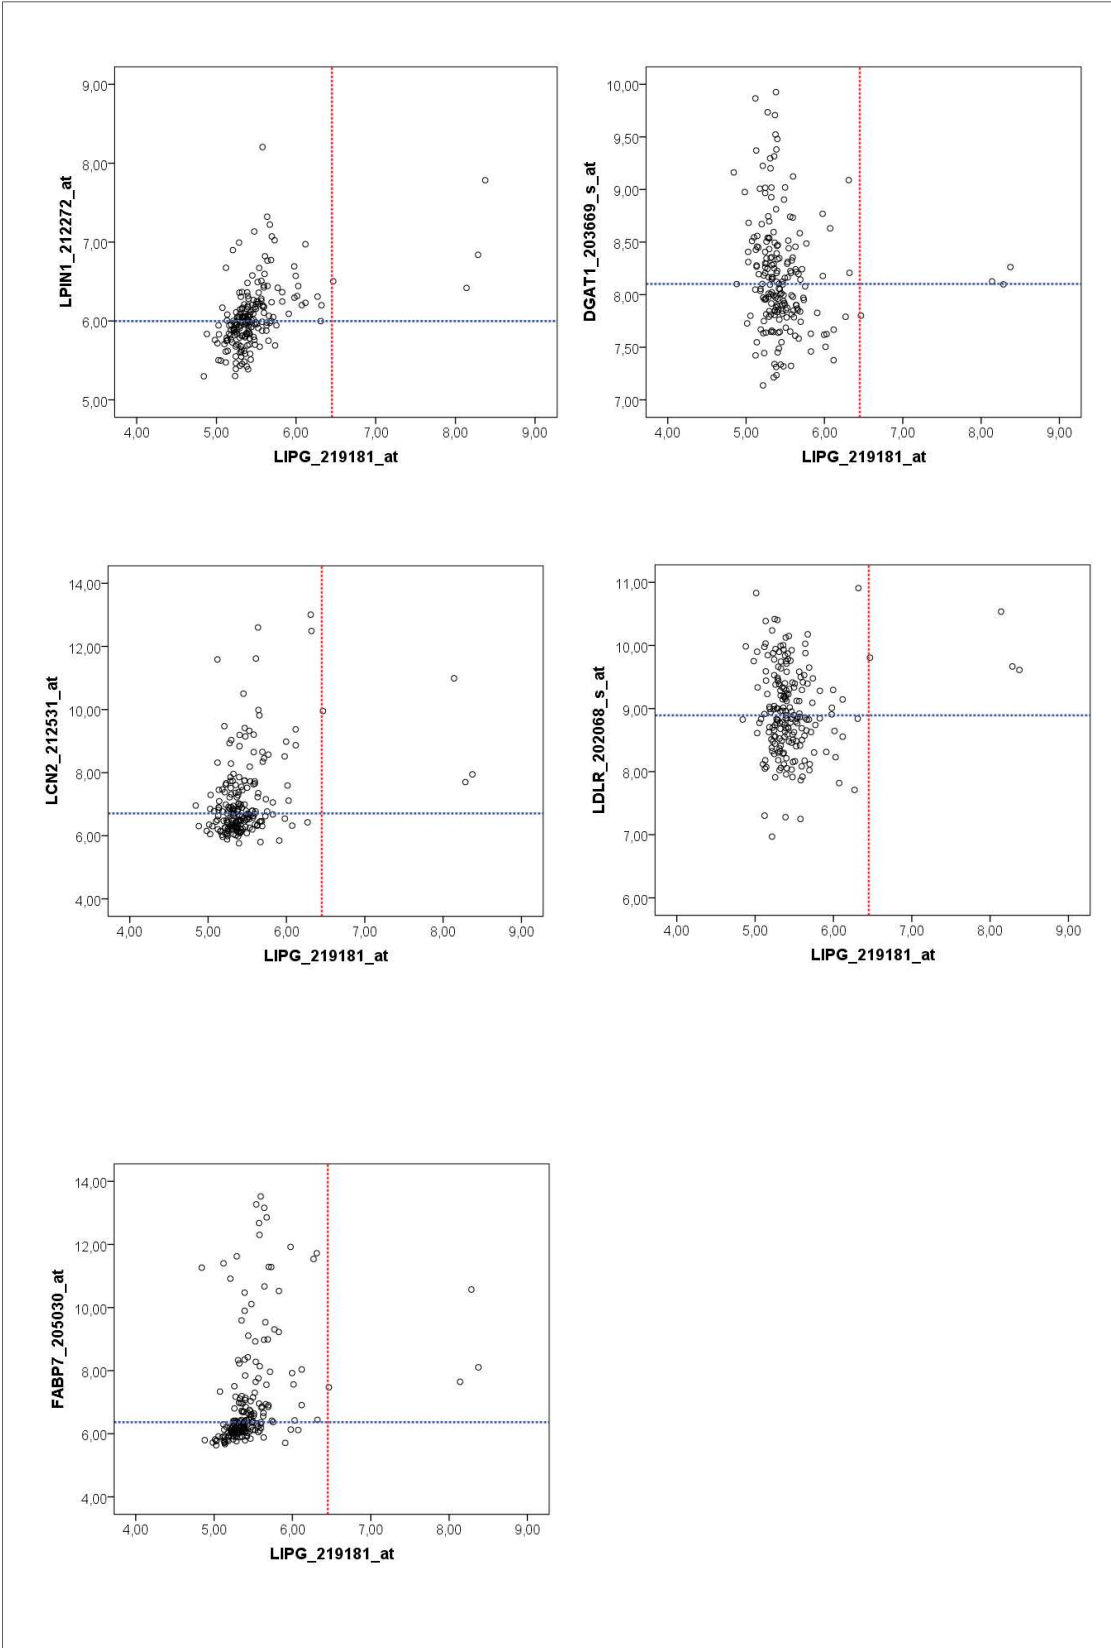 LPIN1_212272_at
9,00
8,00
7,00
6,00
5,00
4,00 5,00 6,00 7,00 8,00 9,00
LIPG_219181_at
DGAT1_203669_s_at
10,00
9,50
9,00
8,50
8,00
7,50
7,00
4,00 5,00 6,00 7,00 8,00 9,00
LIPG_219181_at
LCN2_212531_at
14,00
12,00
10,00
8,00
6,00
4,00
4,00 5,00 6,00 7,00 8,00 9,00
LIPG_219181_at
LDLR_202068_s_at
11,00
10,00
9,00
8,00
7,00
6,00
4,00 5,00 6,00 7,00 8,00 9,00
LIPG_219181_at
FABP7_205030_at
14,00
12,00
10,00
8,00
6,00
4,00
4,00 5,00 6,00 7,00 8,00 9,00
LIPG_219181_at